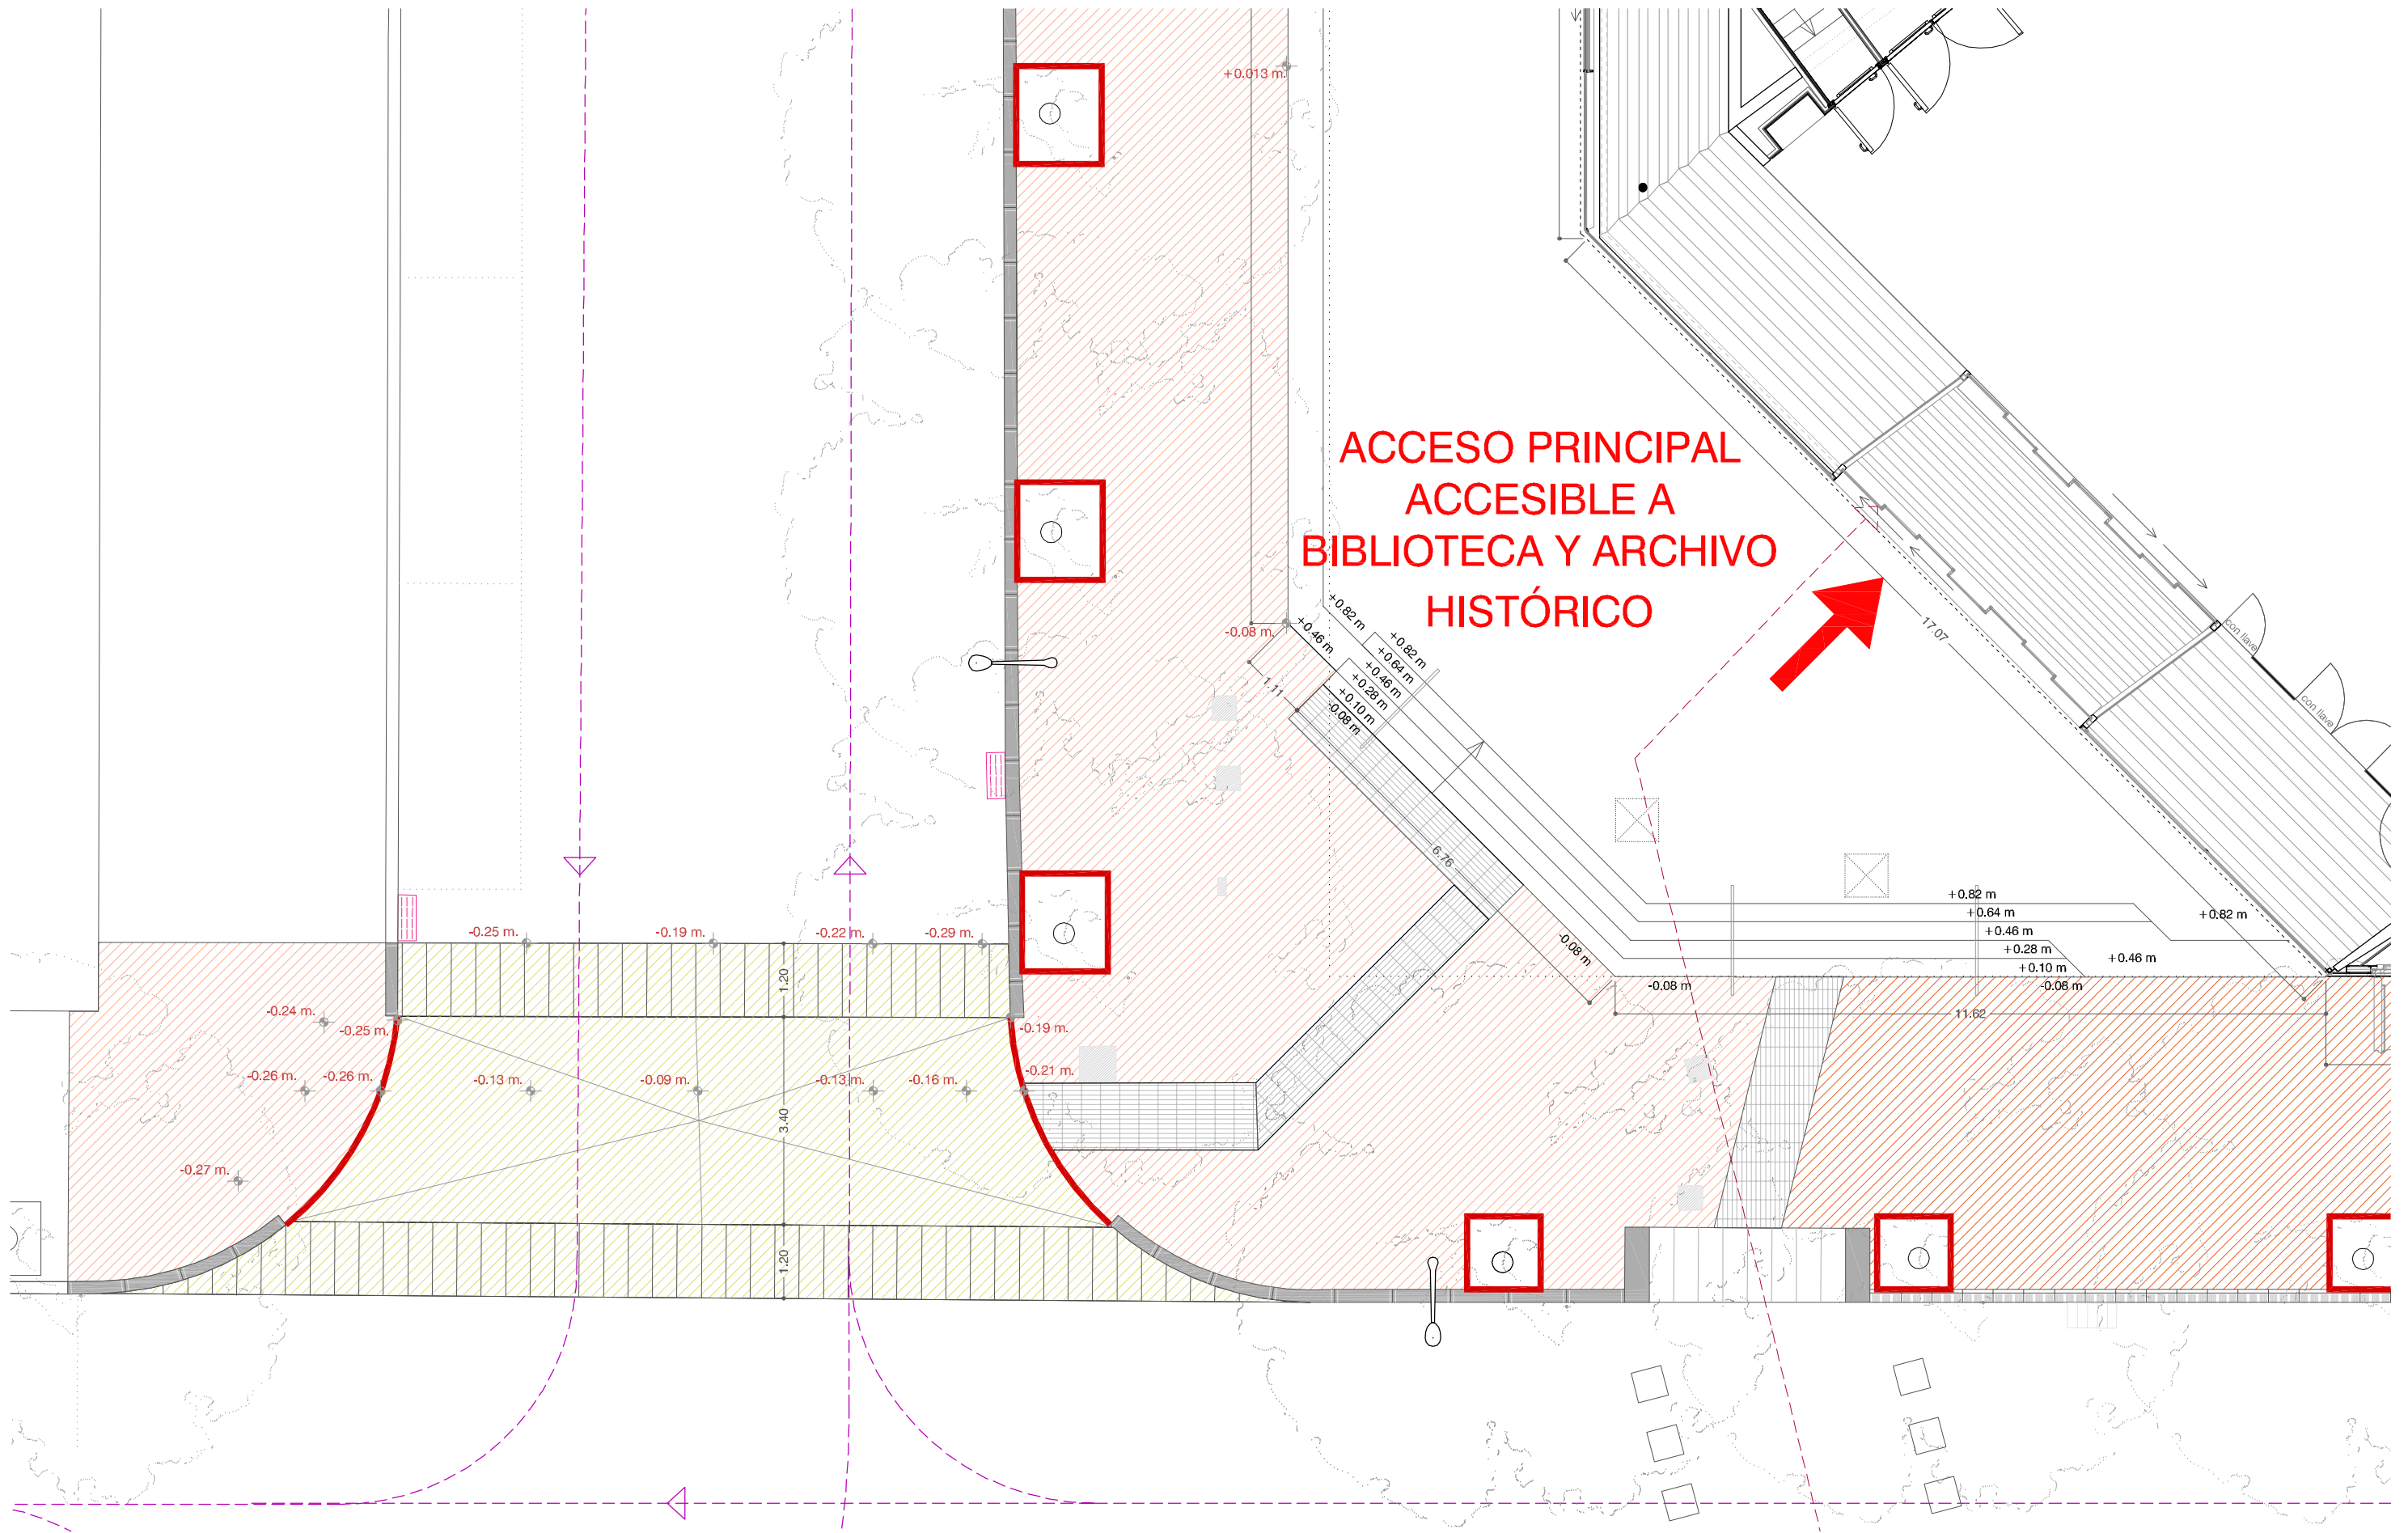 +0.013 m.
ACCESO PRINCIPAL
ACCESIBLE A
BIBLIOTECA Y ARCHIVO
HISTÓRICO
-0.08 m.
+0.82 m
+0.46 m
+0.82 m
+0.64 m
+0.46 m
+0.28 m
+0.10 m
-0.08 m
1.11
6.76
17.07
con llave
con llave
+0.82 m
+0.64 m
+0.82 m
+0.46 m
+0.28 m
+0.46 m
+0.10 m
-0.08 m
-0.08 m
-0.08 m
11.62
-0.25 m.
-0.19 m.
-0.22 m.
-0.29 m.
1.20
-0.24 m.
-0.25 m.
-0.19 m.
-0.26 m.
-0.26 m.
-0.13 m.
-0.09 m.
-0.13 m.
-0.16 m.
-0.21 m.
3.40
-0.27 m.
1.20